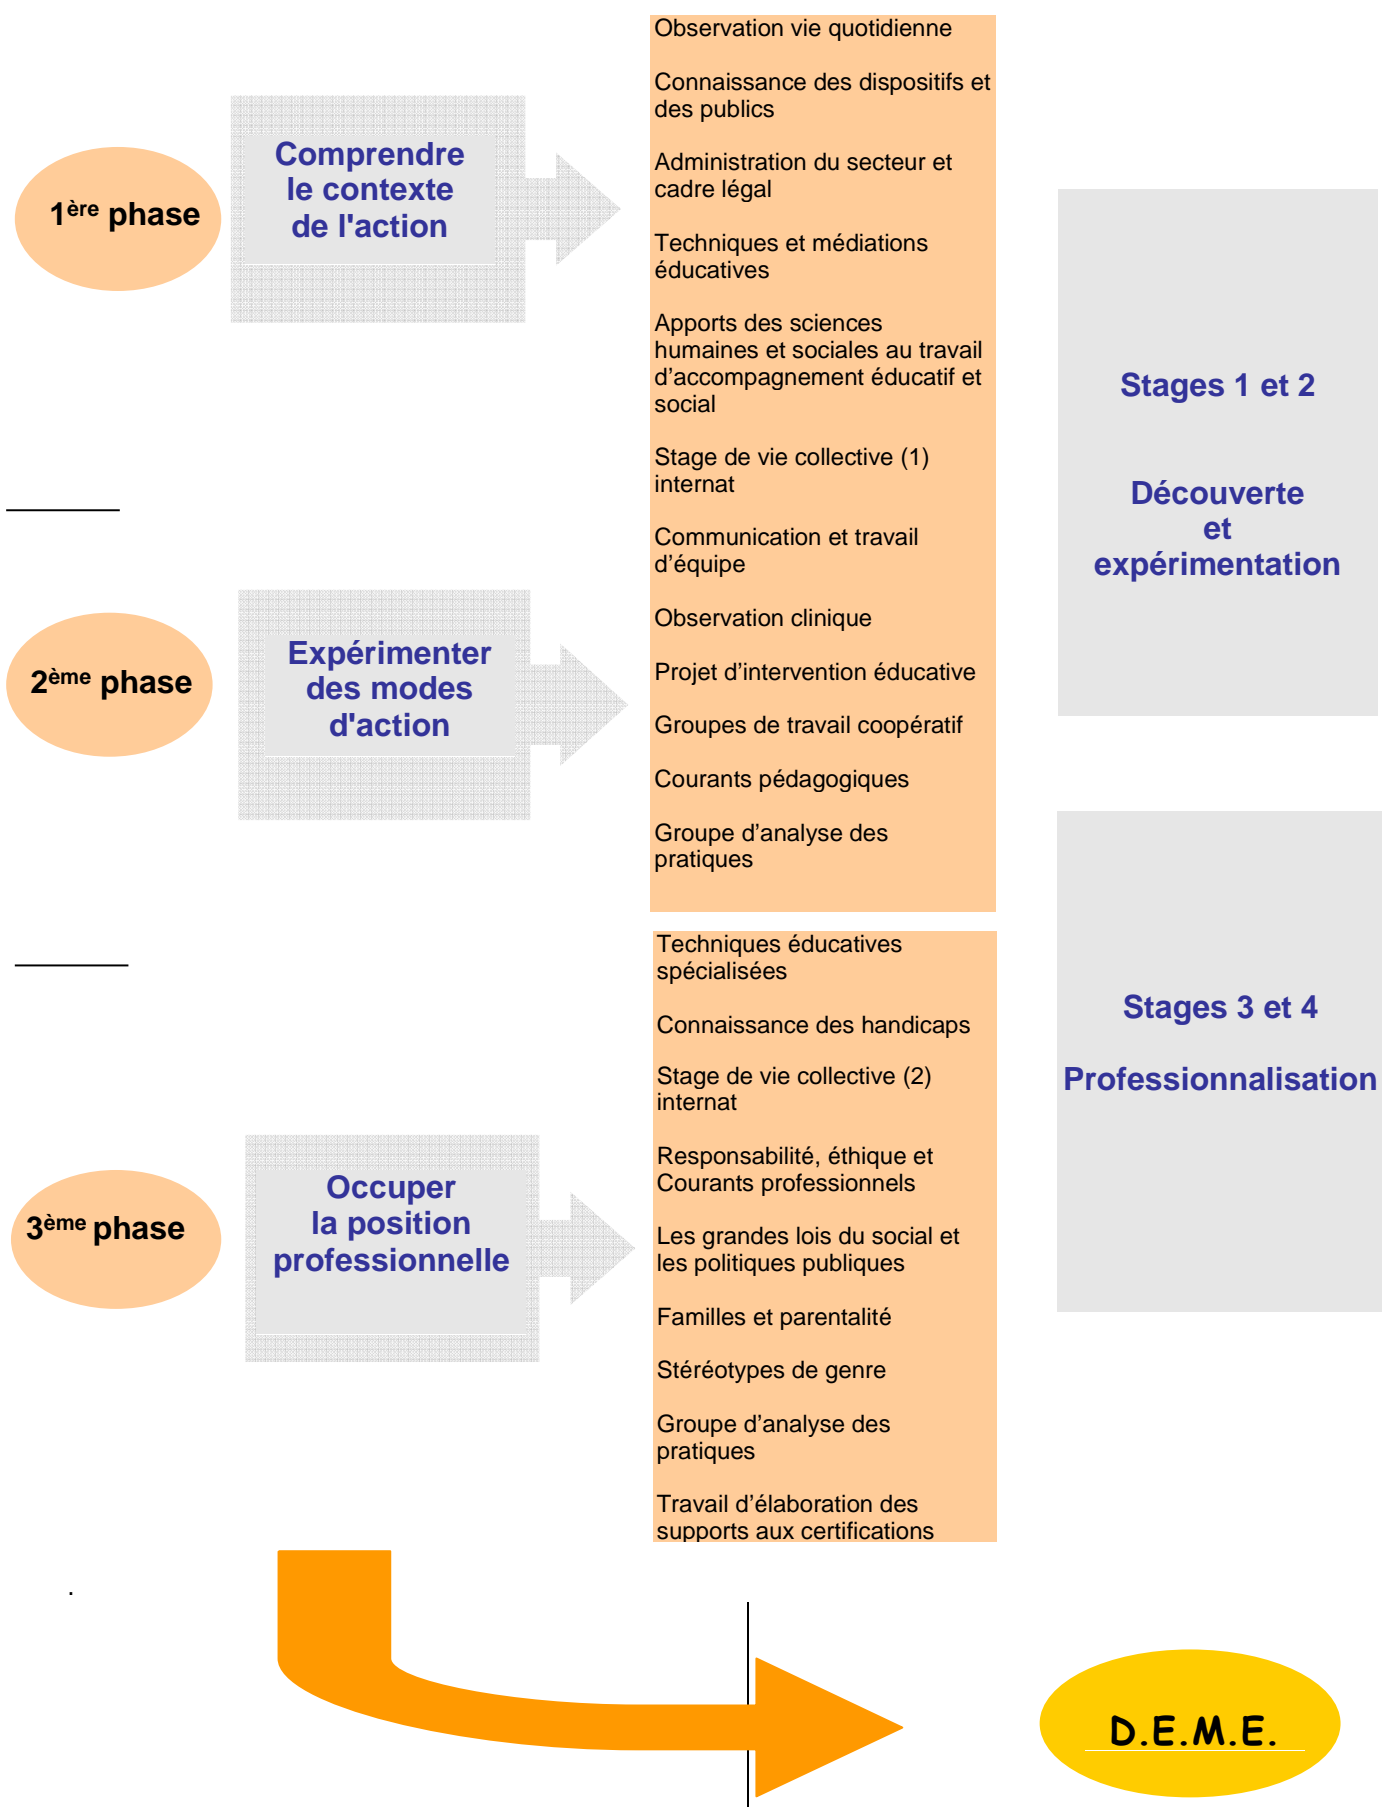 1ère phase
Comprendre
le contexte
de l'action
Observation vie quotidienne
Connaissance des dispositifs et
des publics
Administration du secteur et
cadre légal
Techniques et médiations
éducatives
Apports des sciences
humaines et sociales au travail
d’accompagnement éducatif et
social
Stage de vie collective (1)
internat
Communication et travail
d’équipe
Observation clinique
Projet d’intervention éducative
Groupes de travail coopératif
Courants pédagogiques
Groupe d’analyse des
pratiques
Stages 1 et 2
Découverte
et
expérimentation
2ème phase
Expérimenter
des modes
d'action
3ème phase
Occuper
la position
professionnelle
Techniques éducatives
spécialisées
Connaissance des handicaps
Stage de vie collective (2)
internat
Responsabilité, éthique et
Courants professionnels
Les grandes lois du social et
les politiques publiques
Familles et parentalité
Stéréotypes de genre
Groupe d’analyse des
pratiques
Travail d’élaboration des
supports aux certifications
Stages 3 et 4
Professionnalisation
.
D.E.M.E.